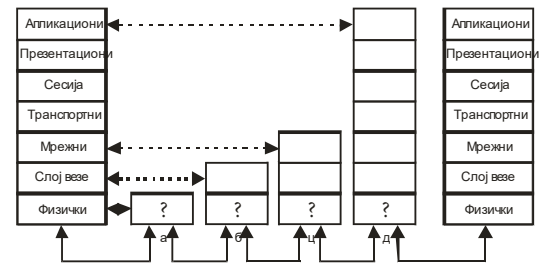 Апликациони
Презентациони
Сесија
Транспортни
Мрежни
Слој везе
Физички
?
?
?
?
а
б
ц
д
Апликациони
Презентациони
Сесија
Транспортни
Мрежни
Слој везе
Физички